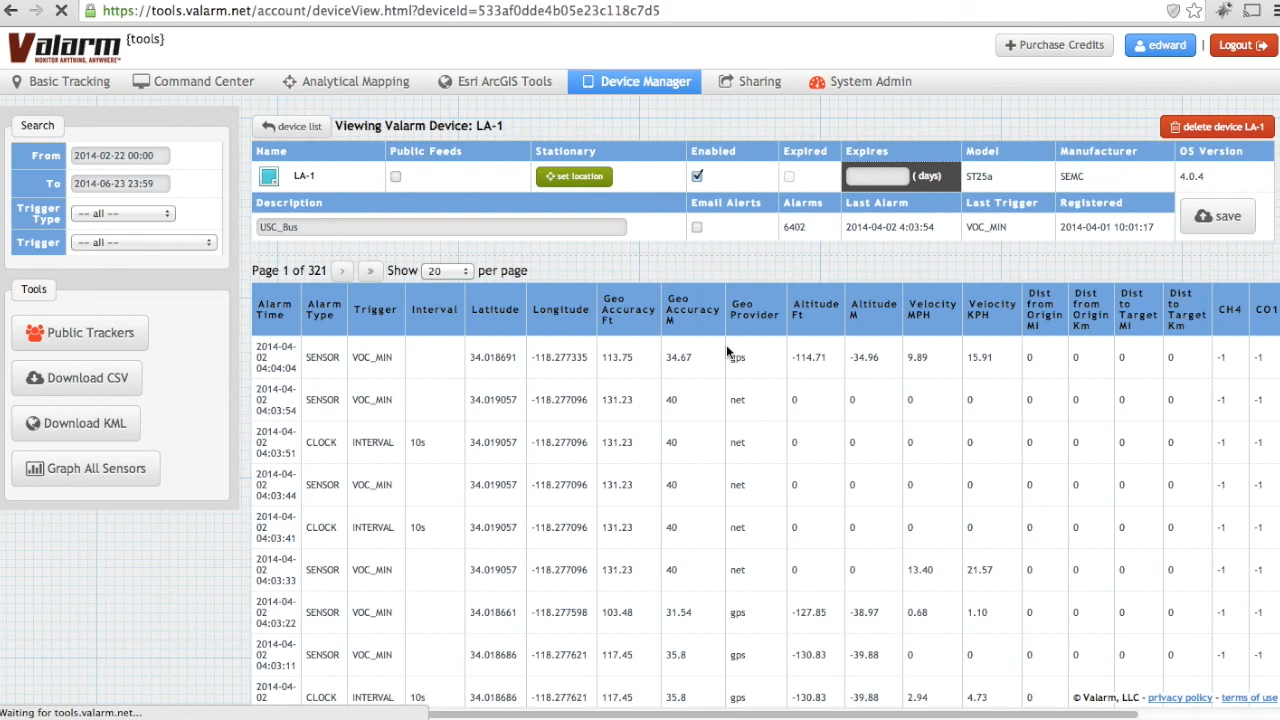 https://tools.valarm.net/account/deviceView.html?deviceId=533af0dde4b05e23c118c7d5
Valarm {tools}
MONITOR ANYTHING, ANYWHERE™
Purchase Credits edward | Logout
Basic Tracking Command Center Analytical Mapping Esri ArcGIS Tools Device Manager Sharing System Admin
Search
From 2014-02-22 00:00
To 2014-06-23 23:59
Trigger Type -- all --
Trigger -- all --
Tools
Public Trackers
Download CSV
Download KML
Graph All Sensors
device list Viewing Valarm Device: LA-1 delete device LA-1
Name Public Feeds Stationary Enabled Expired Expires Model Manufacturer OS Version
LA-1 set location ( days) ST25a SEMC 4.0.4
Description Email Alerts Alarms Last Alarm Last Trigger Registered
USC_Bus 6402 2014-04-02 4:03:54 VOC_MIN 2014-04-01 10:01:17 save
Page 1 of 321 › » Show 20 per page
Alarm Time Alarm Type Trigger Interval Latitude Longitude Geo Accuracy Ft Geo Accuracy M Geo Provider Altitude Ft Altitude M Velocity MPH Velocity KPH Dist from Origin Mi Dist from Origin Km Dist to Target Mi Dist to Target Km CH4 CO1
2014-04-02 04:04:04 SENSOR VOC_MIN 34.018691 -118.277335 113.75 34.67 gps -114.71 -34.96 9.89 15.91 0 0 0 0 -1 -1
2014-04-02 04:03:54 SENSOR VOC_MIN 34.019057 -118.277096 131.23 40 net 0 0 0 0 0 0 0 0 -1 -1
2014-04-02 04:03:51 CLOCK INTERVAL 10s 34.019057 -118.277096 131.23 40 net 0 0 0 0 0 0 0 0 -1 -1
2014-04-02 04:03:44 SENSOR VOC_MIN 34.019057 -118.277096 131.23 40 net 0 0 0 0 0 0 0 0 -1 -1
2014-04-02 04:03:41 CLOCK INTERVAL 10s 34.019057 -118.277096 131.23 40 net 0 0 0 0 0 0 0 0 -1 -1
2014-04-02 04:03:33 SENSOR VOC_MIN 34.019057 -118.277096 131.23 40 net 0 0 13.40 21.57 0 0 0 0 -1 -1
2014-04-02 04:03:22 SENSOR VOC_MIN 34.018661 -118.277598 103.48 31.54 gps -127.85 -38.97 0.68 1.10 0 0 0 0 -1 -1
2014-04-02 04:03:11 SENSOR VOC_MIN 34.018686 -118.277621 117.45 35.8 gps -130.83 -39.88 0 0 0 0 0 0 -1 -1
2014-04-02 CLOCK INTERVAL 10s 34.018686 -118.277621 117.45 35.8 gps -130.83 -39.88 2.94 4.73 0
© Valarm, LLC - privacy policy - terms of use
Waiting for tools.valarm.net...